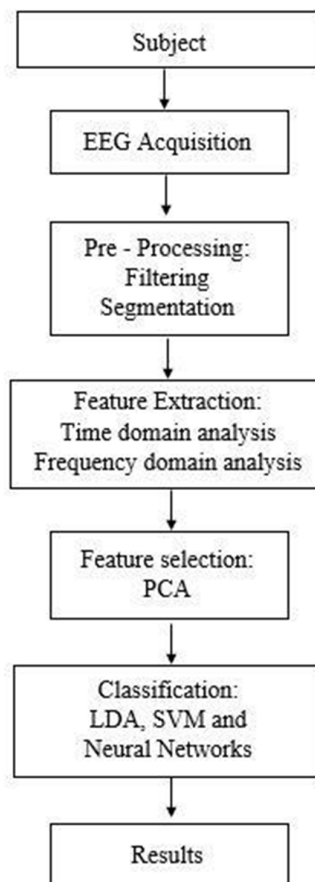 Subject
EEG Acquisition
Pre - Processing:
Filtering
Segmentation
Feature Extraction:
Time domain analysis
Frequency domain analysis
Feature selection:
PCA
Classification:
LDA, SVM and
Neural Networks
Results